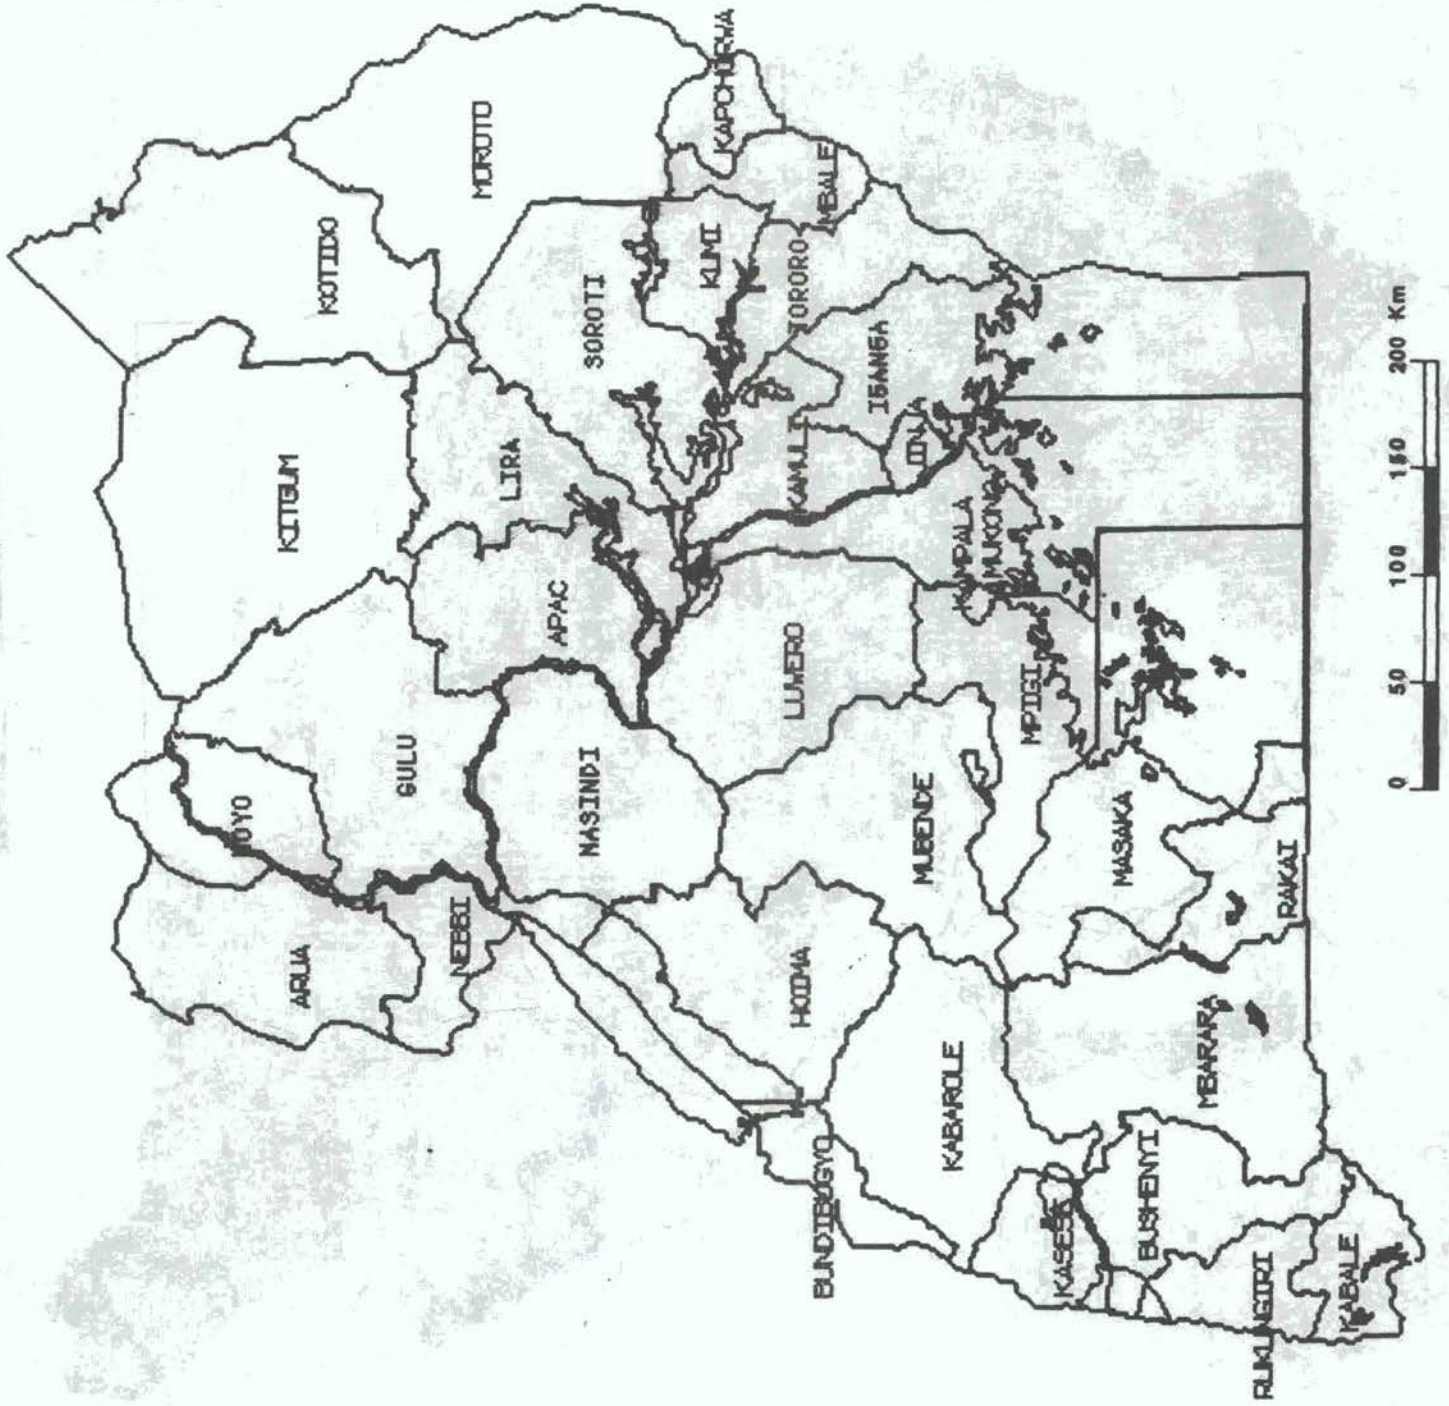 KAPCHORWA
MOROTO
MBALE
KOTIDO
KUMI
TORORO
SOROTI
IGANGA
KITGUM
LIRA
KAMULI
JINJA
KAMPALA
MUKONO
APAC
LUWERO
MPIGI
GULU
MOYO
MASINDI
MUBENDE
MASAKA
RAKAI
ARUA
NEBBI
HOIMA
MBARARA
KABAROLE
BUNDIBUGYO
BUSHENYI
KASESE
RUKUNGIRI
KABALE
0 50 100 150 200 Km